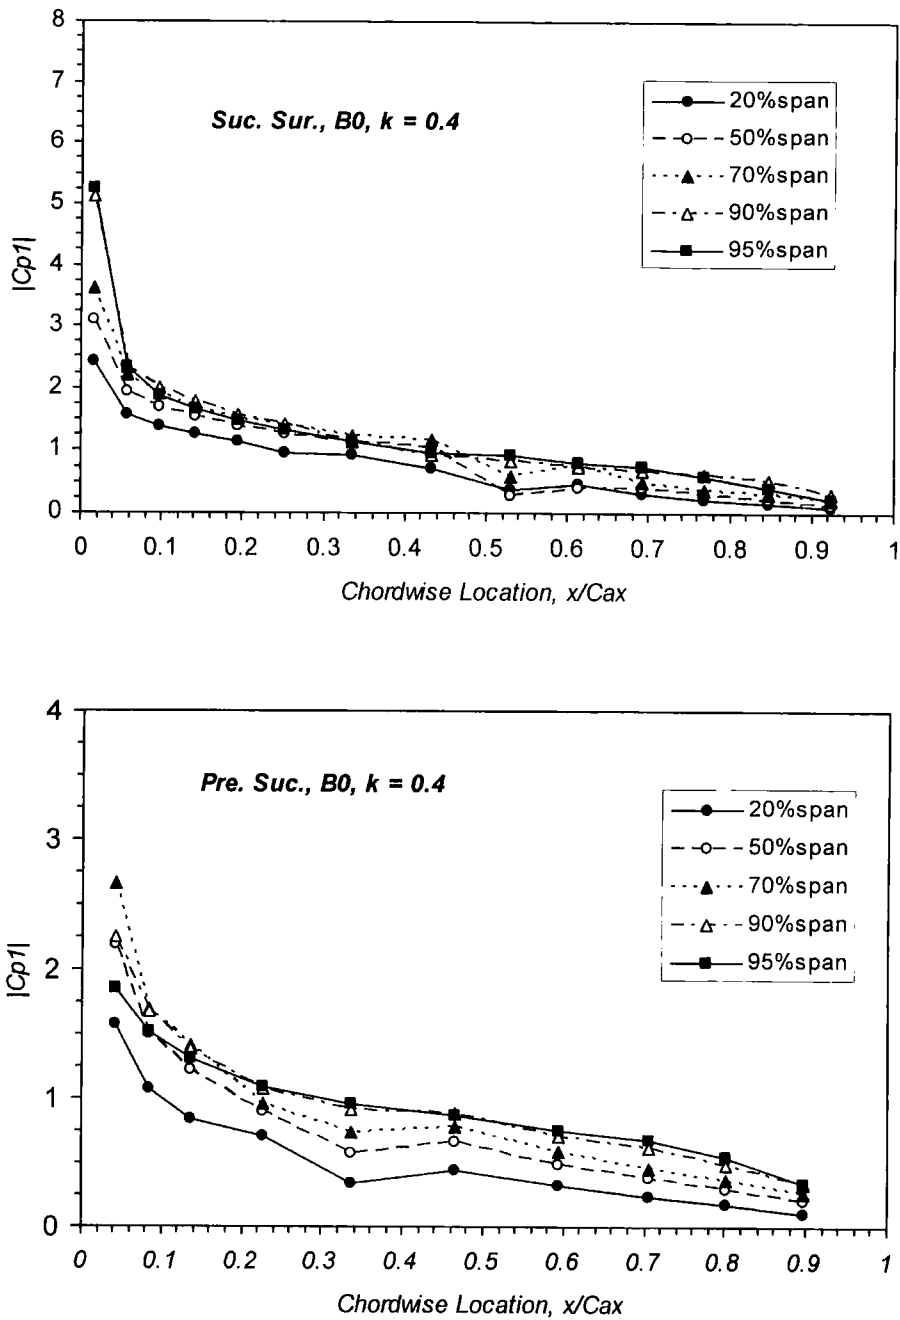 8
7
6
5
4
3
2
1
0
|Cp1|
Suc. Sur., B0, k = 0.4
20%span
50%span
70%span
90%span
95%span
0 0.1 0.2 0.3 0.4 0.5 0.6 0.7 0.8 0.9 1
Chordwise Location, x/Cax
4
3
2
1
0
|Cp1|
Pre. Suc., B0, k = 0.4
20%span
50%span
70%span
90%span
95%span
0 0.1 0.2 0.3 0.4 0.5 0.6 0.7 0.8 0.9 1
Chordwise Location, x/Cax